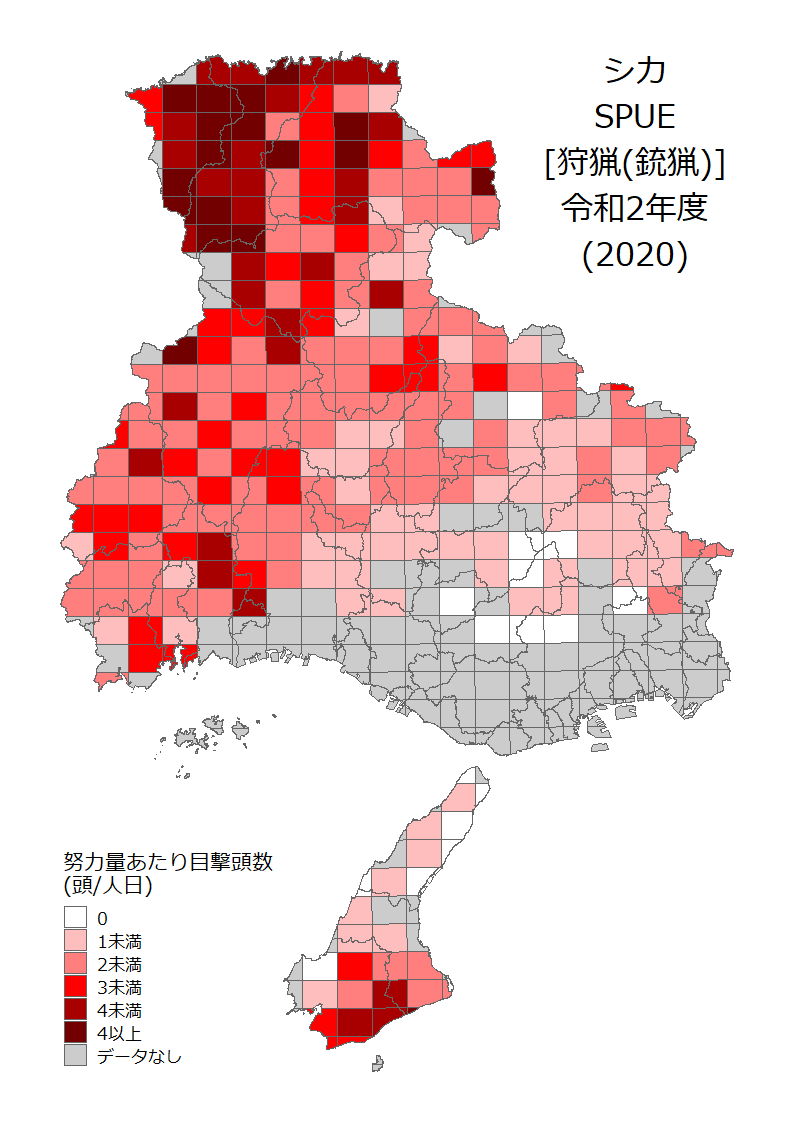 シカ
SPUE
[狩猟(銃猟)]
令和2年度
(2020)
努力量あたり目撃頭数
(頭/人日)
0
1未満
2未満
3未満
4未満
4以上
データなし